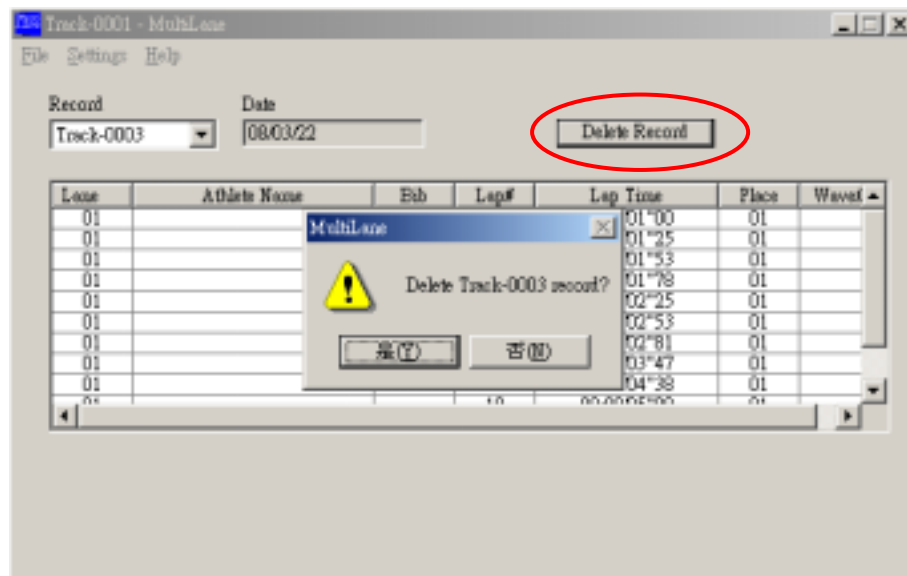 Track-0001 - MultiLane
File Settings Help
Record Date
Track-0003 08/03/22 Delete Record
Lane Athlete Name Bib Lap# Lap Time Place
01 01"00 01
01 01"25 01
01 01"53 01
01 01"78 01
01 02"25 01
01 02"53 01
01 02"81 01
01 03"47 01
01 04"38 01
MultiLane
Delete Track-0003 record?
是(Y) 否(N)